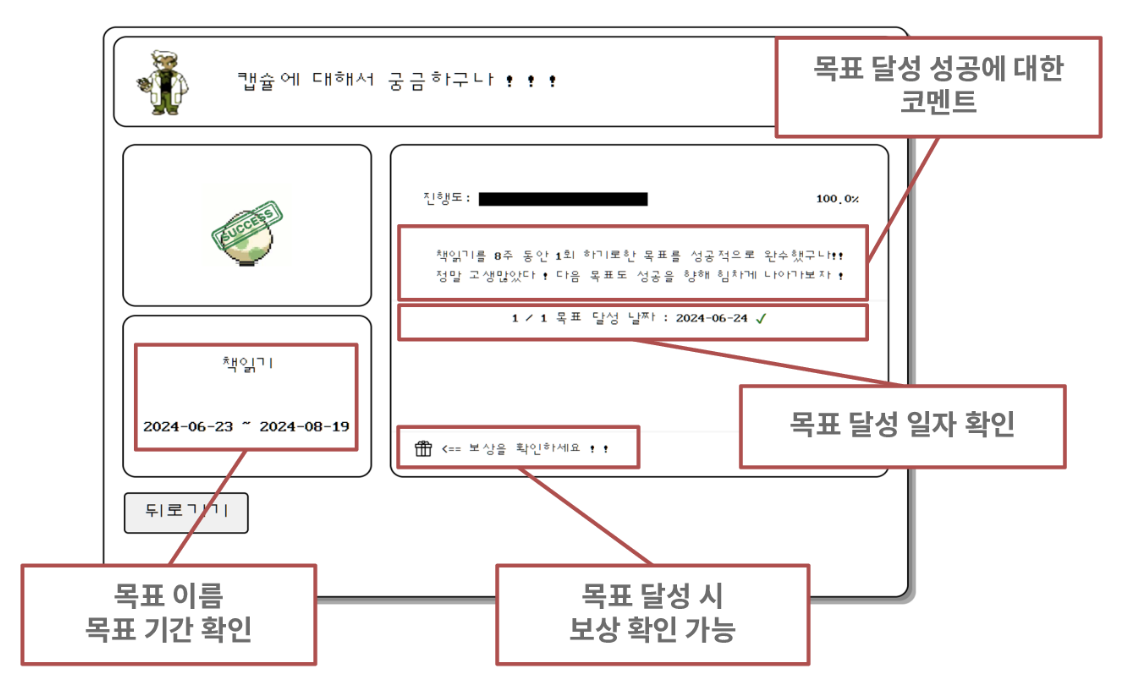 캡슐에 대해서 궁금하구나 ! ! !
목표 달성 성공에 대한
코멘트
SUCCESS
진행도:
100.0%
책읽기를 8주 동안 1회 하기로한 목표를 성공적으로 완수했구나!!
정말 고생많았다 ! 다음 목표도 성공을 향해 힘차게 나아가보자 !
1 / 1 목표 달성 날짜 : 2024-06-24 ✓
책읽기
2024-06-23 ~ 2024-08-19
목표 달성 일자 확인
<== 보상을 확인하세요 ! !
뒤로가기
목표 이름
목표 기간 확인
목표 달성 시
보상 확인 가능